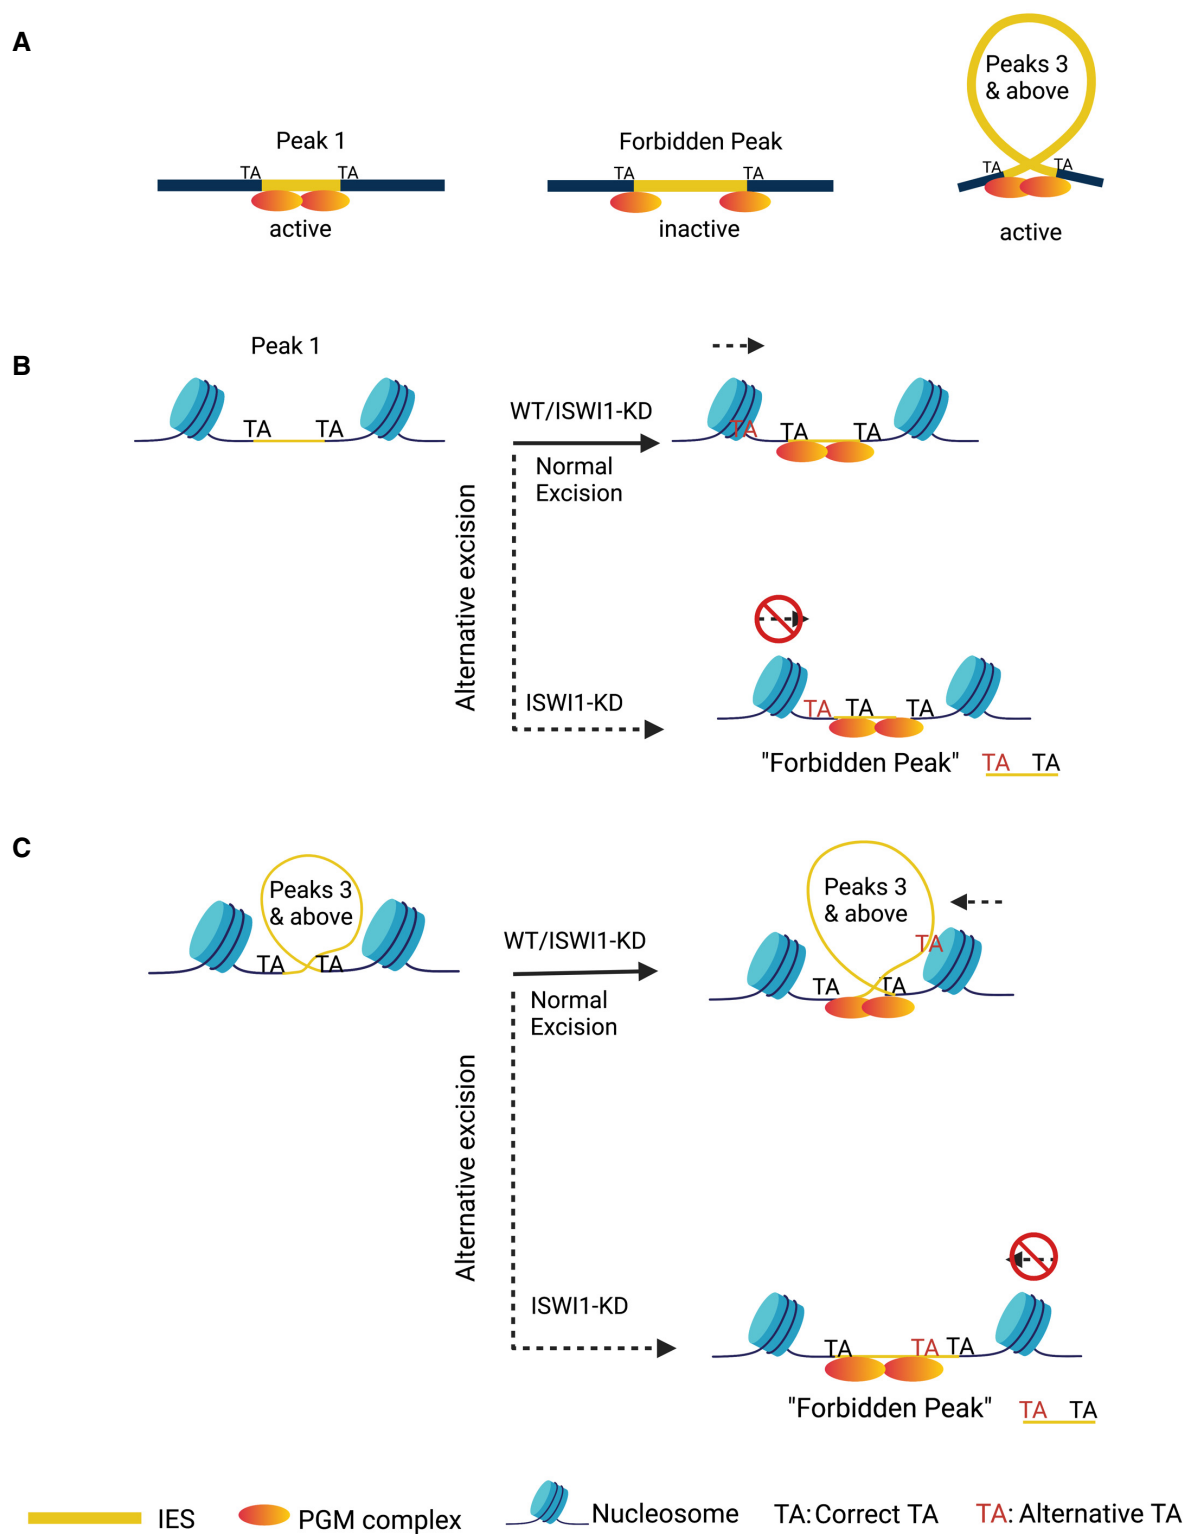 A
Peak 1
TA TA
active
Forbidden Peak
TA TA
inactive
Peaks 3
& above
TA TA
active
B
Peak 1
TA TA
WT/ISWI1-KD
Normal
Excision
Alternative excision
TA TA TA
ISWI1-KD
TA TA TA
"Forbidden Peak" TA TA
C
Peaks 3
& above
TA TA
WT/ISWI1-KD
Normal
Excision
Alternative excision
Peaks 3
& above
TA
TA TA
ISWI1-KD
TA TA TA
"Forbidden Peak" TA TA
IES PGM complex Nucleosome TA: Correct TA TA: Alternative TA